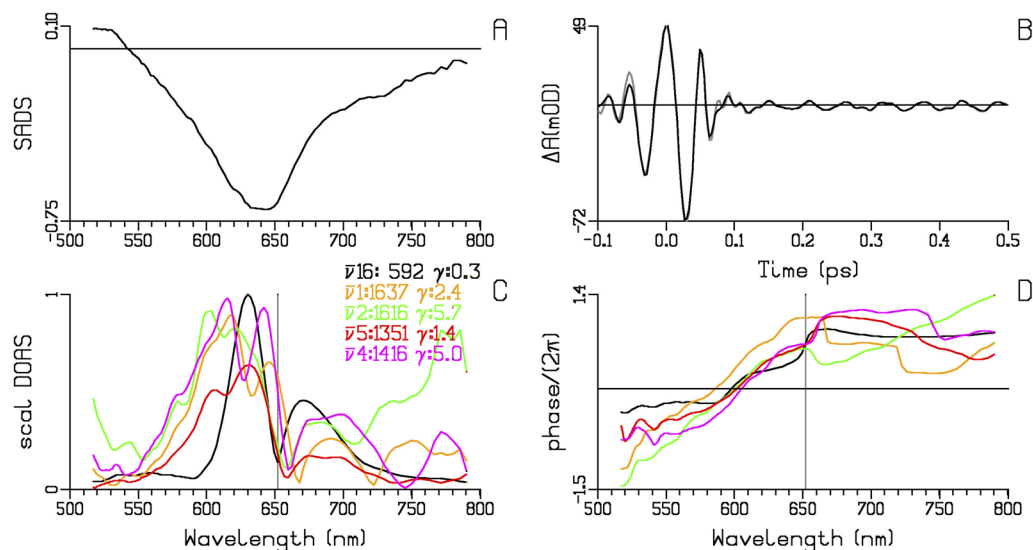 0.10
A
SADS
-0.75
500 550 600 650 700 750 800
49
B
ΔA(mOD)
-72
-0.1 0.0 0.1 0.2 0.3 0.4 0.5
Time (ps)
1
C
ν̄16: 592 γ:0.3
ν̄1:1637 γ:2.4
ν̄2:1616 γ:5.7
ν̄5:1351 γ:1.4
ν̄4:1416 γ:5.0
scal DOAS
0
500 550 600 650 700 750 800
Wavelength (nm)
1.4
D
phase/(2π)
-1.5
500 550 600 650 700 750 800
Wavelength (nm)